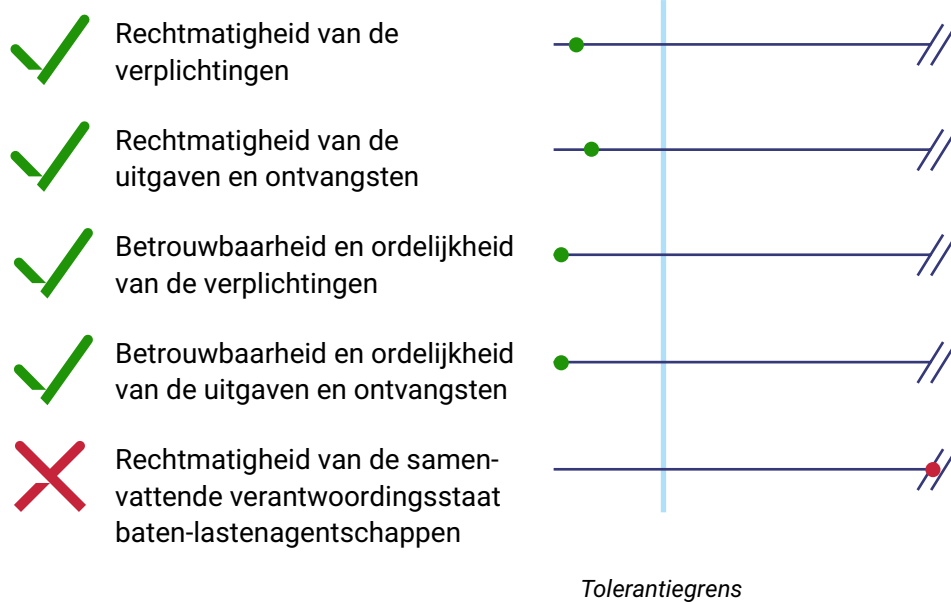 Rechtmatigheid van de
verplichtingen
Rechtmatigheid van de
uitgaven en ontvangsten
Betrouwbaarheid en ordelijkheid
van de verplichtingen
Betrouwbaarheid en ordelijkheid
van de uitgaven en ontvangsten
Rechtmatigheid van de samen-
vattende verantwoordingsstaat
baten-lastenagentschappen
Tolerantiegrens